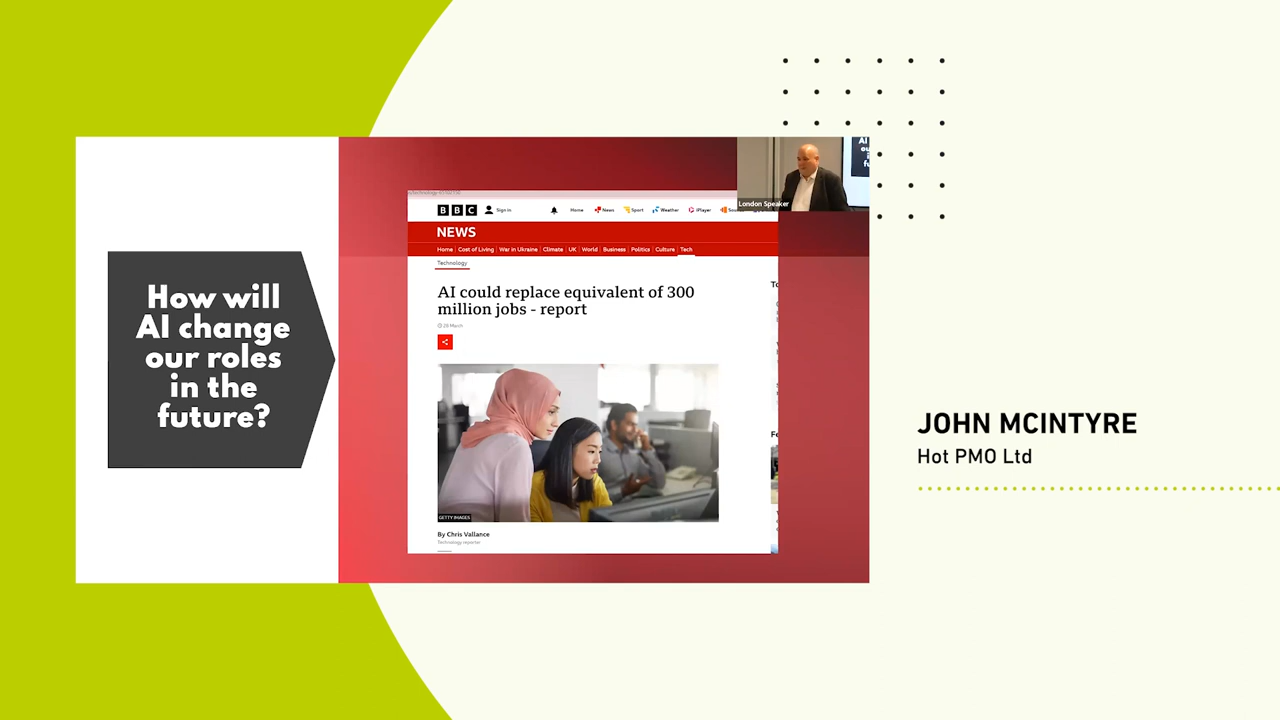 How will
AI change
our roles
in the
future?
BBC
Sign in
Home
News
Sport
Weather
iPlayer
London Speaker
NEWS
Home
Cost of Living
War in Ukraine
Climate
UK
World
Business
Politics
Culture
Tech
Technology
AI could replace equivalent of 300
million jobs - report
28 March
GETTY IMAGES
By Chris Vallance
Technology reporter
JOHN MCINTYRE
Hot PMO Ltd